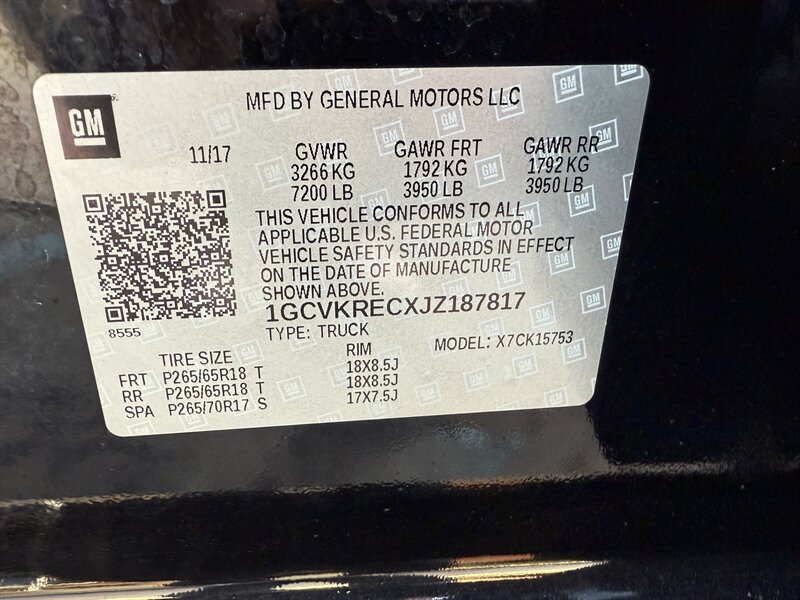 GM
MFD BY GENERAL MOTORS LLC
11/17 GVWR GAWR FRT GAWR RR
3266 KG 1792 KG 1792 KG
7200 LB 3950 LB 3950 LB
THIS VEHICLE CONFORMS TO ALL
APPLICABLE U.S. FEDERAL MOTOR
VEHICLE SAFETY STANDARDS IN EFFECT
ON THE DATE OF MANUFACTURE
SHOWN ABOVE.
1GCVKRECXJZ187817
8555
TYPE: TRUCK MODEL: X7CK15753
TIRE SIZE RIM
FRT P265/65R18 T 18X8.5J
RR P265/65R18 T 18X8.5J
SPA P265/70R17 S 17X7.5J